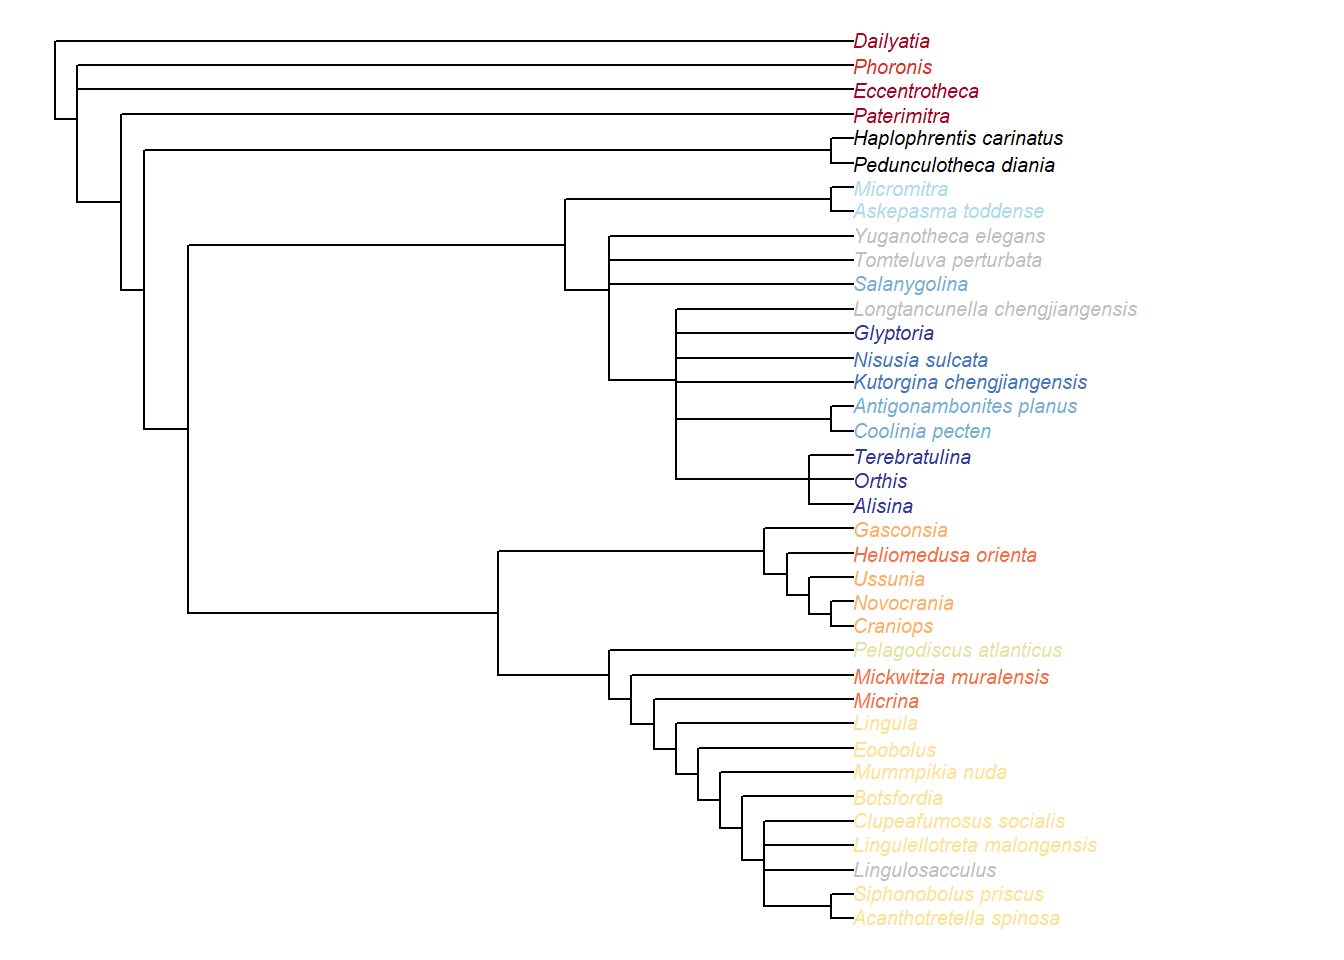 Dailyatia
Phoronis
Eccentrotheca
Paterimitra
Haplophrentis carinatus
Pedunculotheca diania
Micromitra
Askepasma toddense
Yuganotheca elegans
Tomteluva perturbata
Salanygolina
Longtancunella chengjiangensis
Glyptoria
Nisusia sulcata
Kutorgina chengjiangensis
Antigonambonites planus
Coolinia pecten
Terebratulina
Orthis
Alisina
Gasconsia
Heliomedusa orienta
Ussunia
Novocrania
Craniops
Pelagodiscus atlanticus
Mickwitzia muralensis
Micrina
Lingula
Eoobolus
Mummpikia nuda
Botsfordia
Clupeafumosus socialis
Lingulellotreta malongensis
Lingulosacculus
Siphonobolus priscus
Acanthotretella spinosa